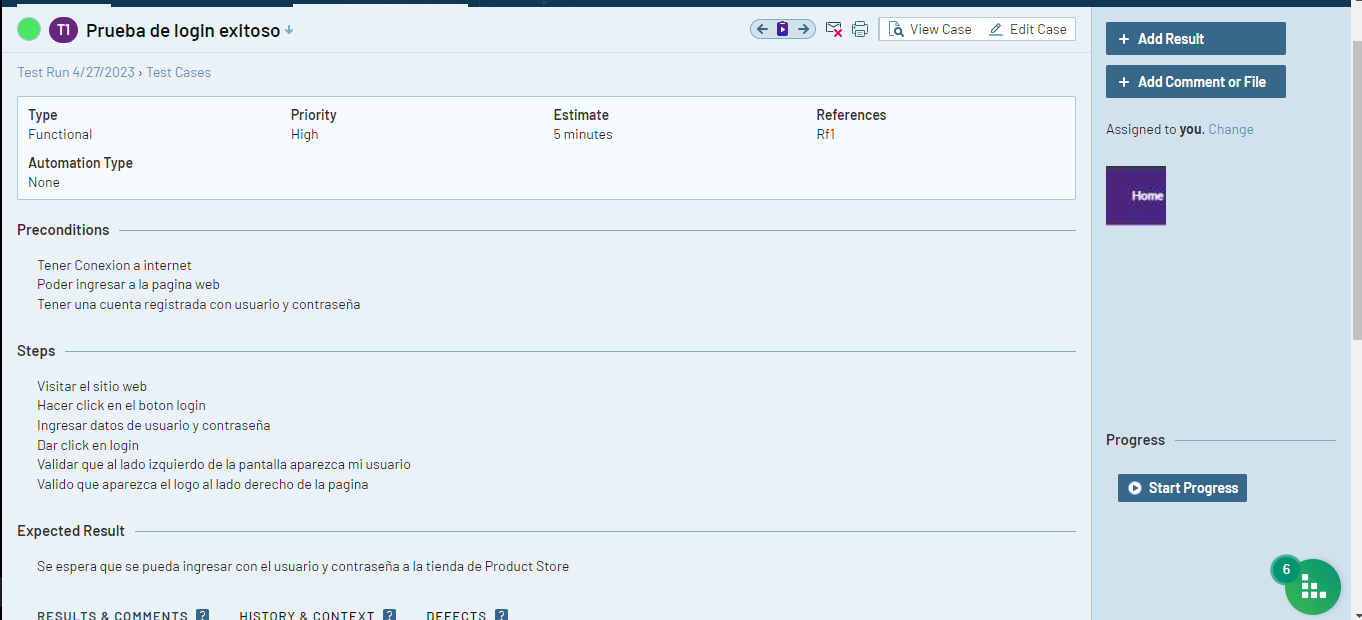 T1 Prueba de login exitoso
View Case Edit Case
Test Run 4/27/2023 › Test Cases
Type Priority Estimate References
Functional High 5 minutes Rf1
Automation Type
None
Preconditions
Tener Conexion a internet
Poder ingresar a la pagina web
Tener una cuenta registrada con usuario y contraseña
Steps
Visitar el sitio web
Hacer click en el boton login
Ingresar datos de usuario y contraseña
Dar click en login
Validar que al lado izquierdo de la pantalla aparezca mi usuario
Valido que aparezca el logo al lado derecho de la pagina
Expected Result
Se espera que se pueda ingresar con el usuario y contraseña a la tienda de Product Store
RESULTS & COMMENTS ? HISTORY & CONTEXT ? DEFECTS ?
+ Add Result
+ Add Comment or File
Assigned to you. Change
Home
Progress
Start Progress
6